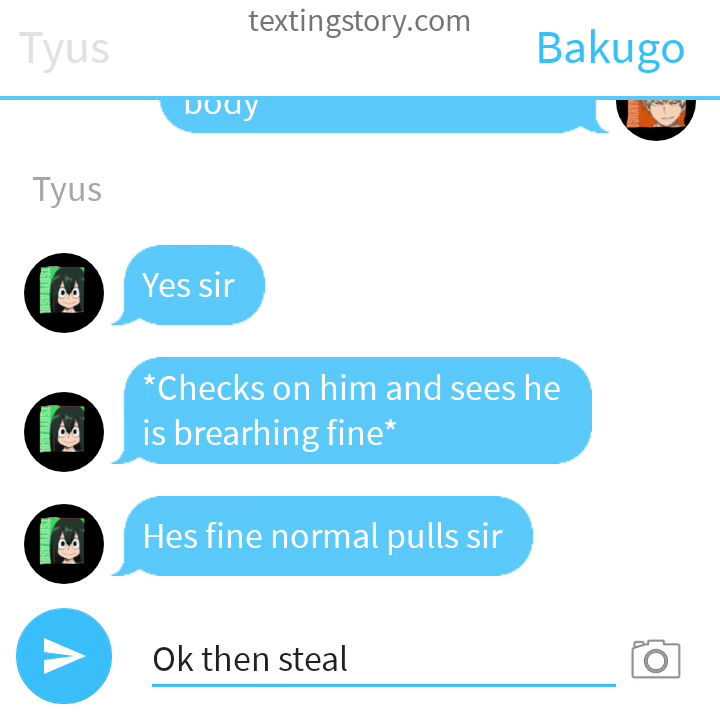 textingstory.com
Tyus
Bakugo
body
Tyus
Yes sir
*Checks on him and sees he
is brearhing fine*
Hes fine normal pulls sir
Ok then steal